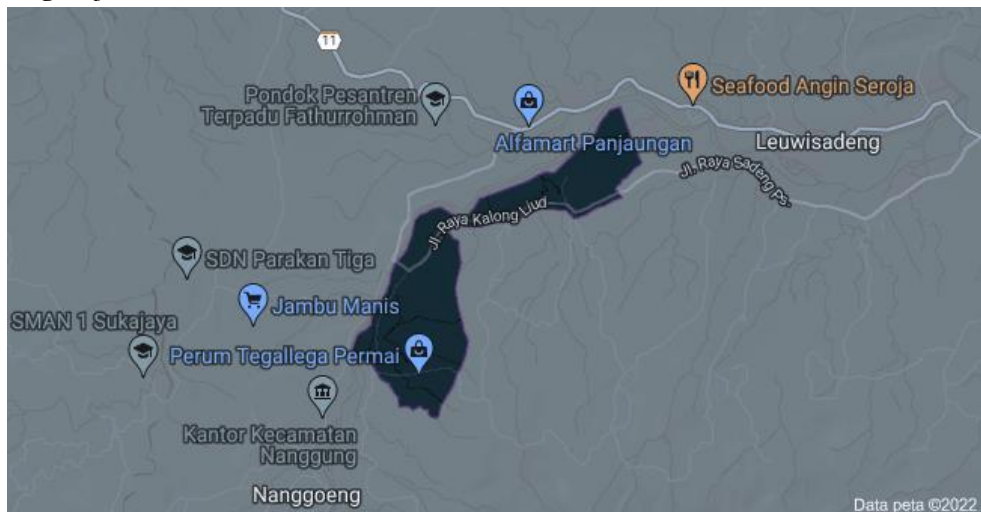 11
Pondok Pesantren
Terpadu Fathurrohman
Seafood Angin Seroja
Alfamart Panjaungan
Leuwisadeng
Jl. Raya Sadeng Ps.
Jl. Raya Kalong Liud
SDN Parakan Tiga
Jambu Manis
SMAN 1 Sukajaya
Perum Tegallega Permai
Kantor Kecamatan
Nanggung
Nanggoeng
Data peta ©2022